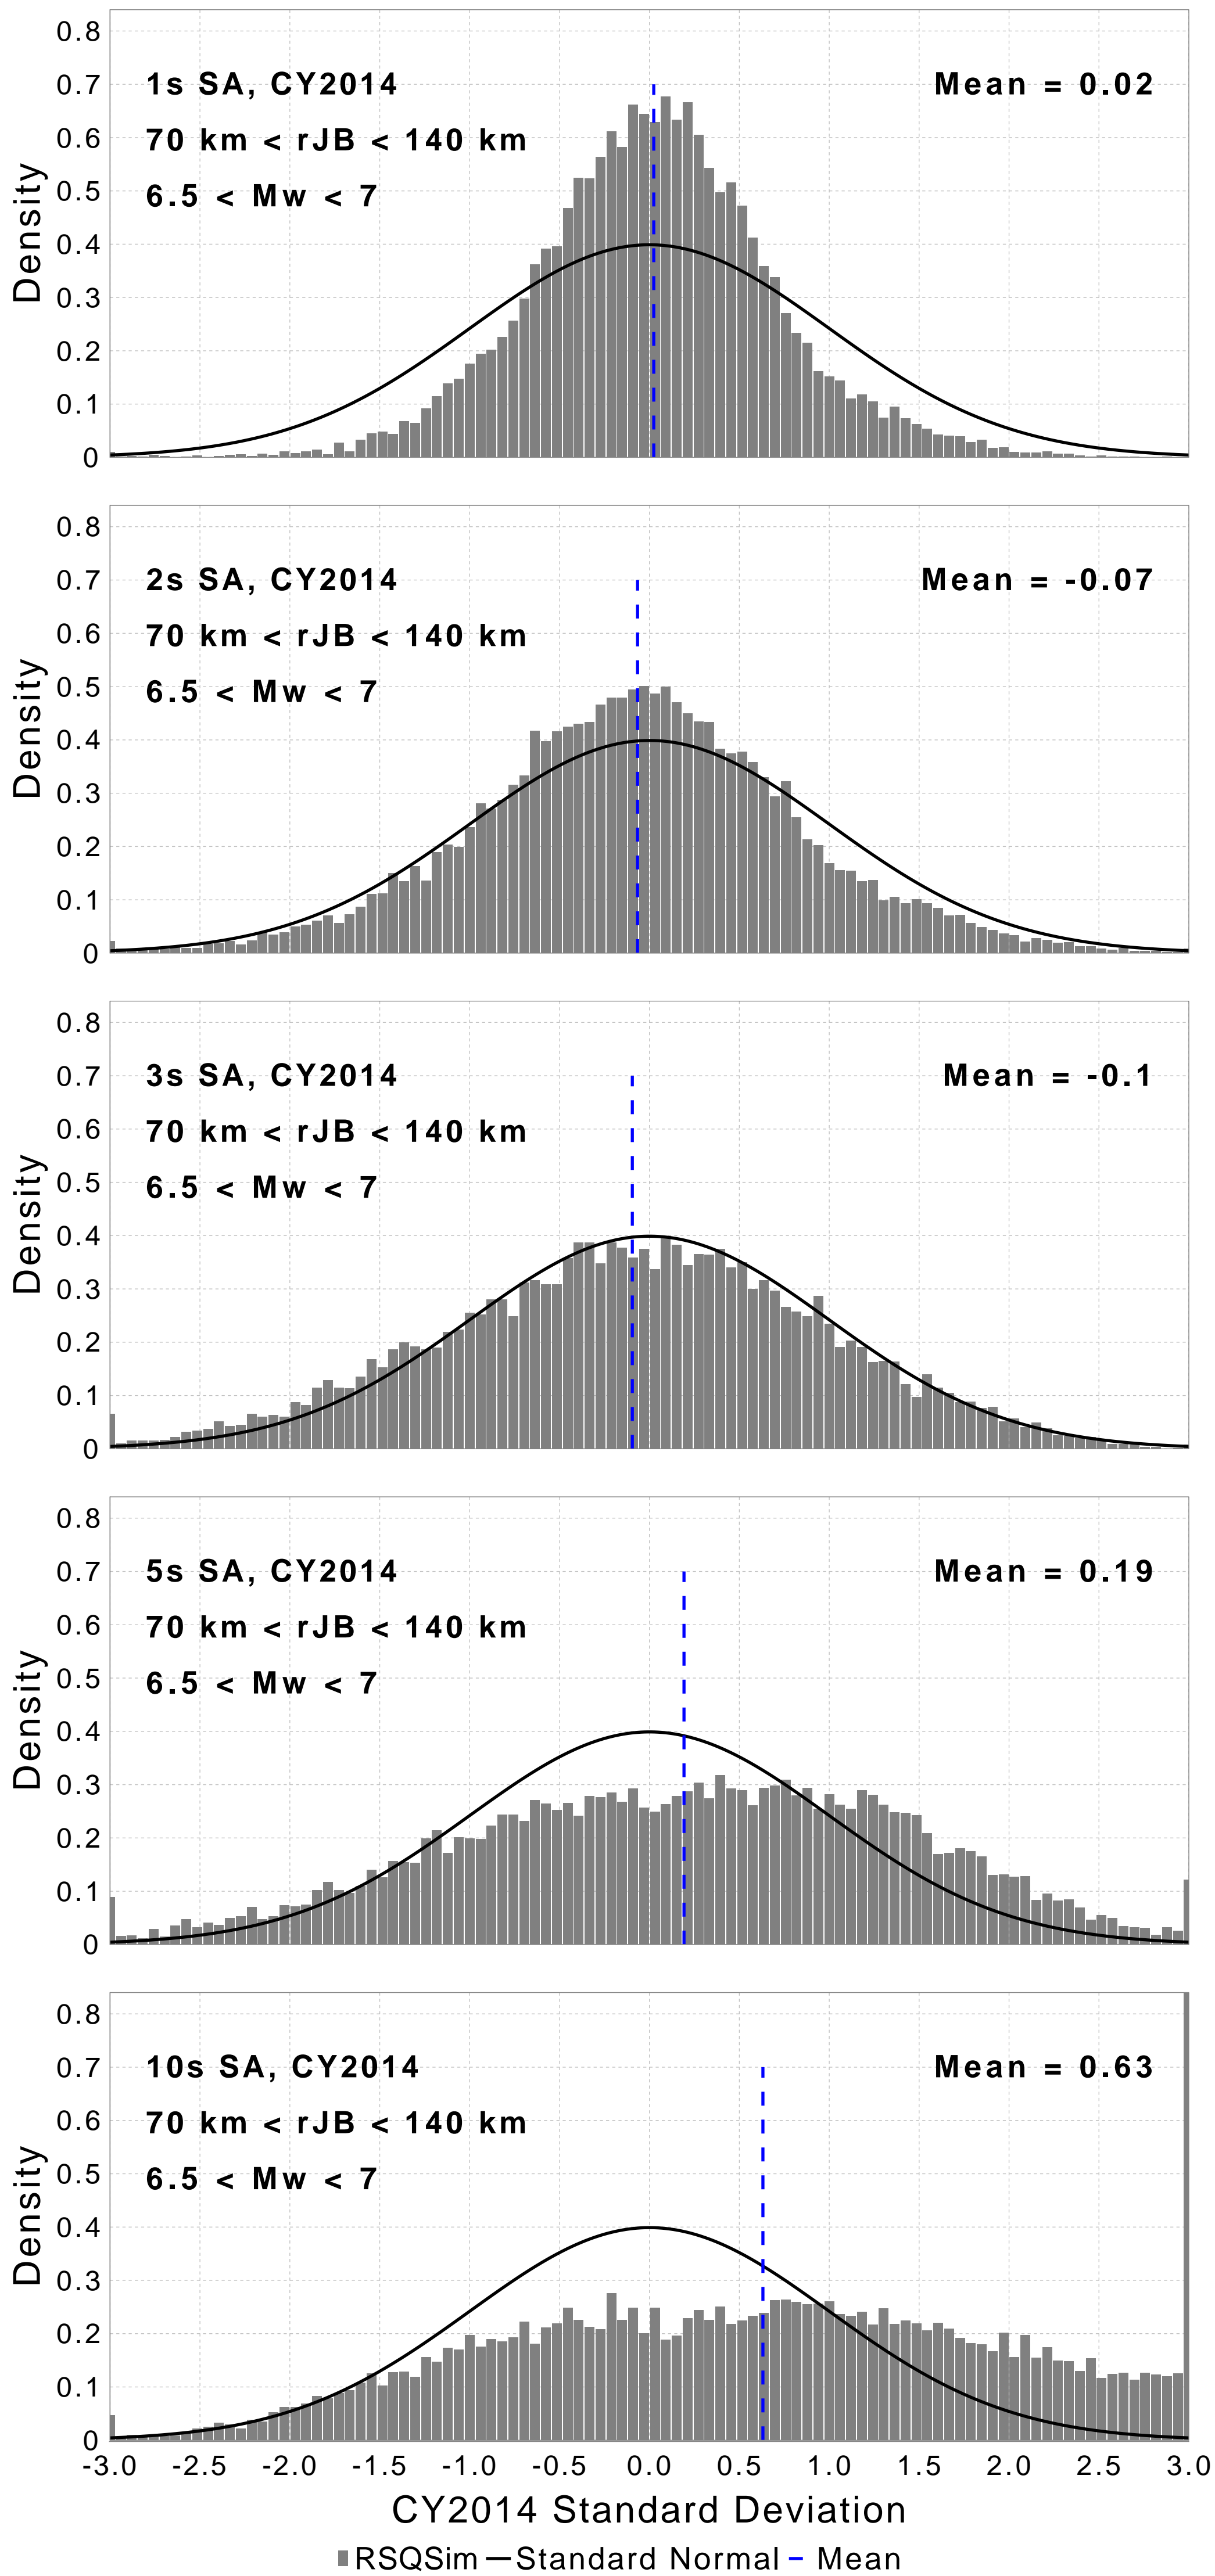 0.8
1s SA, CY2014
Mean = 0.02
0.7
70 km < rJB < 140 km
0.6
6.5 < Mw < 7
0.5
Density
0.4
0.3
0.2
0.1
0
0.8
2s SA, CY2014
Mean = -0.07
0.7
70 km < rJB < 140 km
0.6
6.5 < Mw < 7
0.5
Density
0.4
0.3
0.2
0.1
0
0.8
3s SA, CY2014
Mean = -0.1
0.7
70 km < rJB < 140 km
0.6
6.5 < Mw < 7
0.5
Density
0.4
0.3
0.2
0.1
0
0.8
5s SA, CY2014
Mean = 0.19
0.7
70 km < rJB < 140 km
0.6
6.5 < Mw < 7
0.5
Density
0.4
0.3
0.2
0.1
0
0.8
10s SA, CY2014
Mean = 0.63
0.7
70 km < rJB < 140 km
0.6
6.5 < Mw < 7
0.5
Density
0.4
0.3
0.2
0.1
0
-3.0 -2.5 -2.0 -1.5 -1.0 -0.5 0.0 0.5 1.0 1.5 2.0 2.5 3.0
CY2014 Standard Deviation
RSQSim Standard Normal Mean